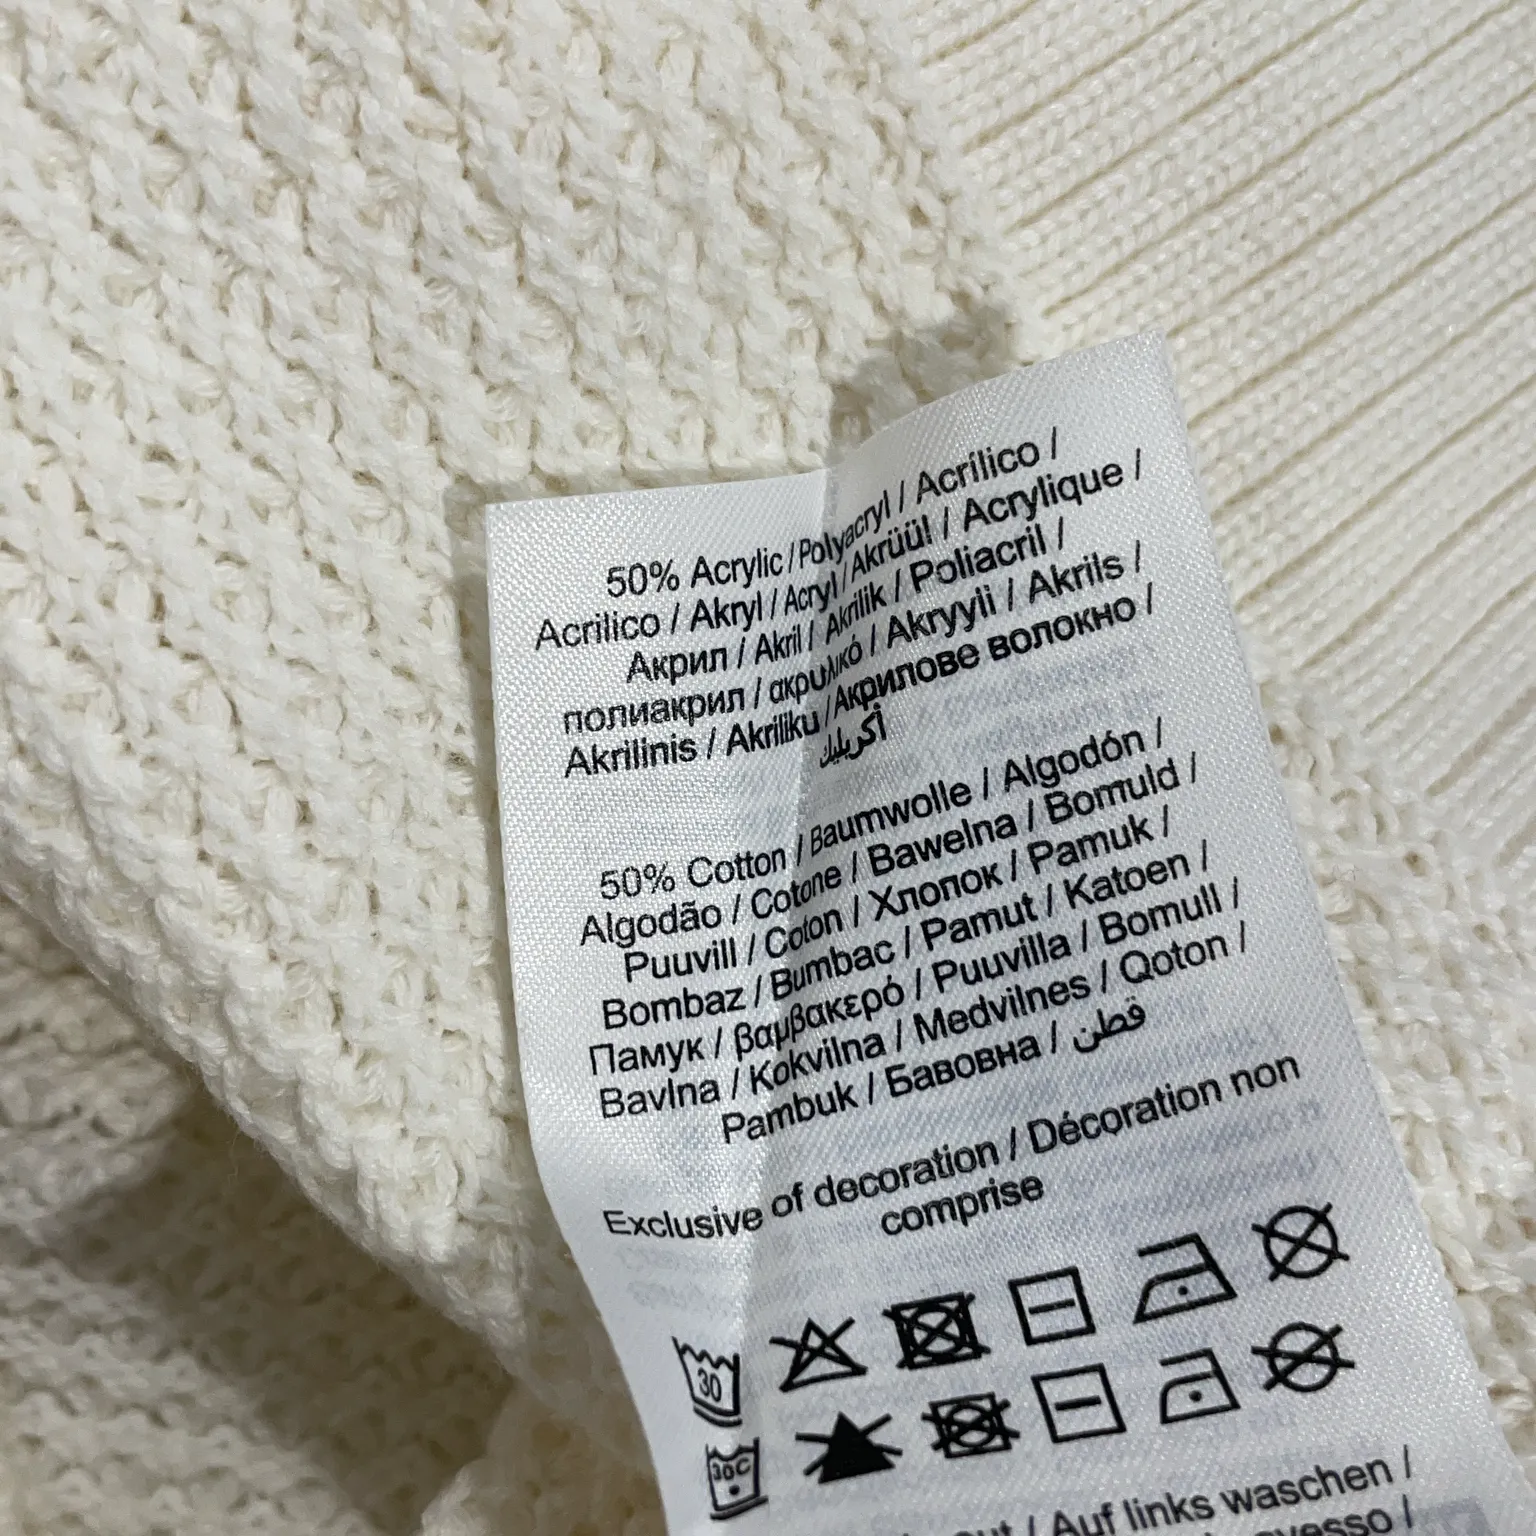 50% Acrylic / Polyacryl / Acrílico /
Acrilico / Akryl / Acryl / Akrüül / Acrylique /
Акрил / Akril / Akrilik / Poliacril /
полиакрил / ακρυλικό / Akryyli / Akrils /
Akrilinis / Akriliku / Акрилове волокно /
أكريليك
50% Cotton / Baumwolle / Algodón /
Algodão / Cotone / Bawełna / Bomuld /
Puuvill / Coton / Хлопок / Pamuk /
Bombaz / Bumbac / Pamut / Katoen /
Памук / βαμβακερό / Puuvilla / Bomull /
Bavlna / Kokvilna / Medvilnes / Qoton /
Pambuk / Бавовна / قطن
Exclusive of decoration / Décoration non
comprise
30
30C
/ Auf links waschen /